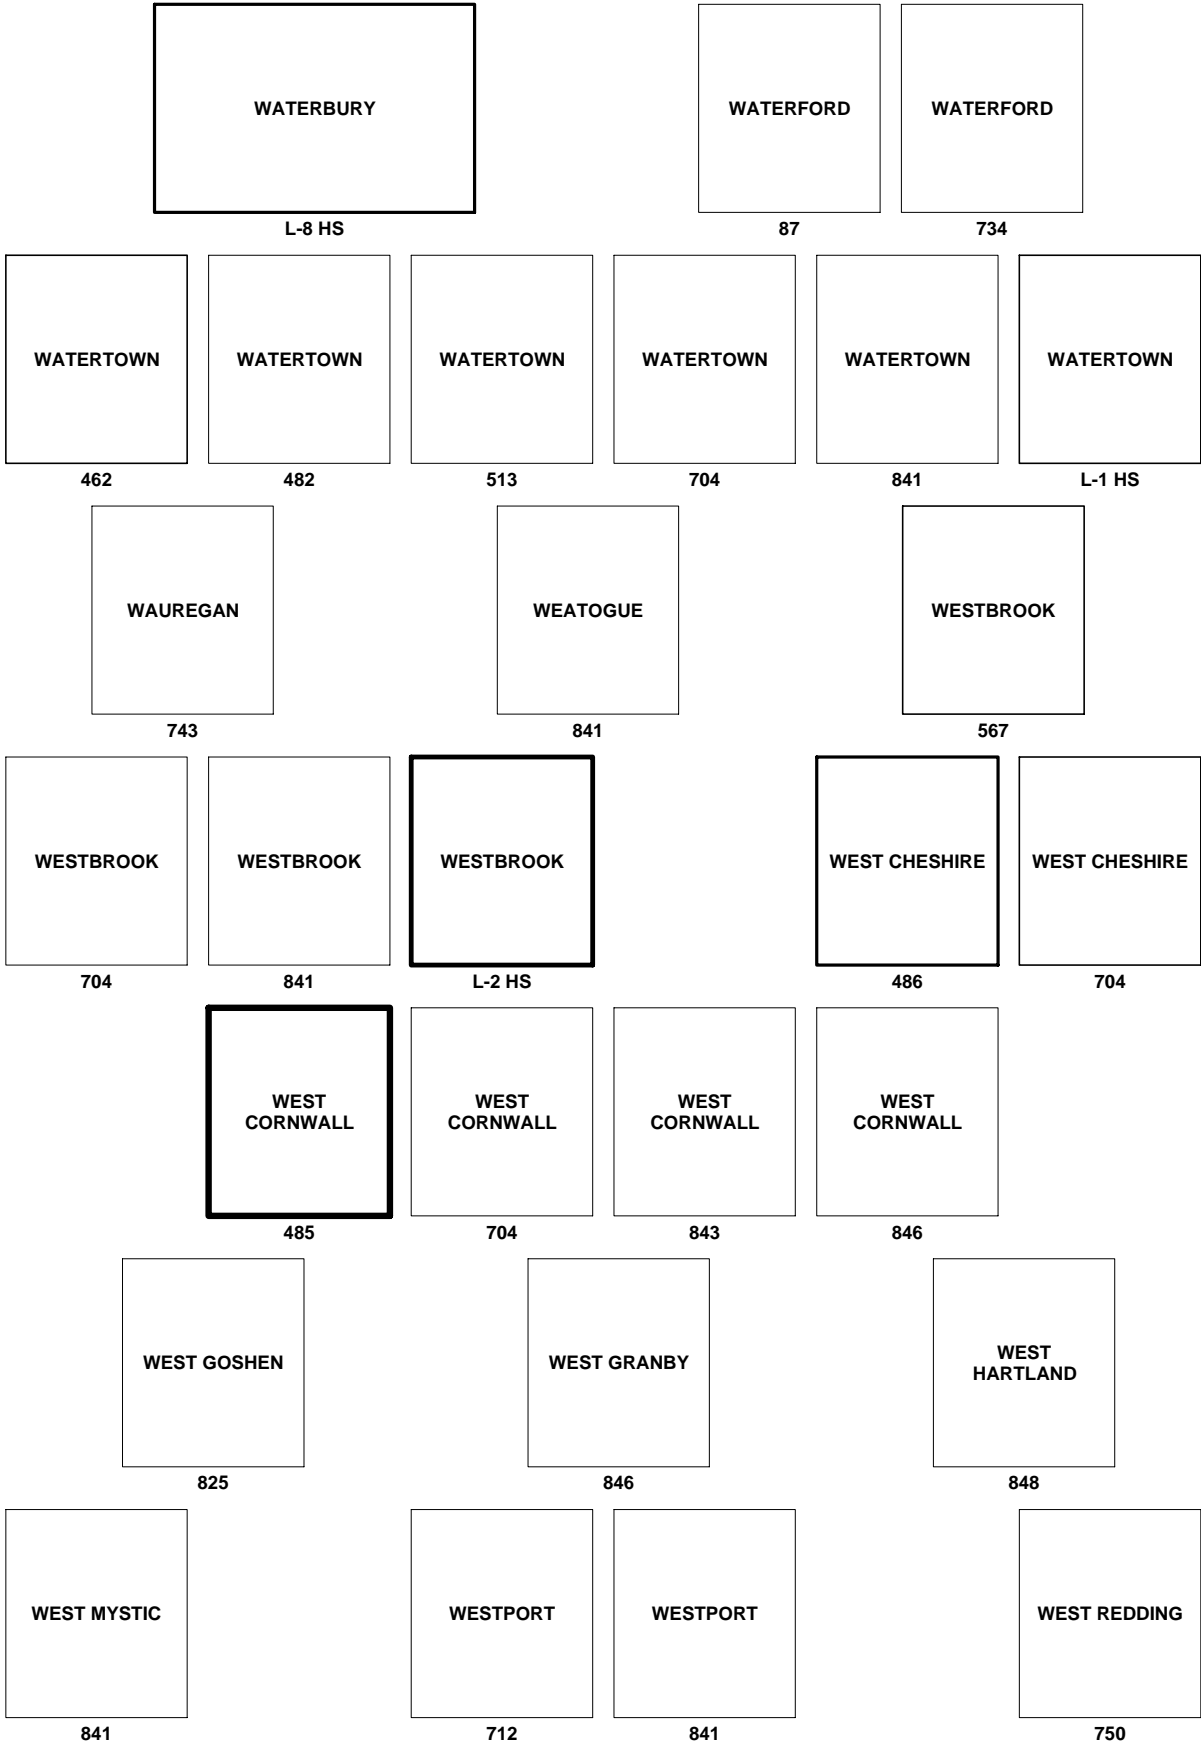 WATERBURY
L-8 HS
WATERFORD
87
WATERFORD
734
WATERTOWN
462
WATERTOWN
482
WATERTOWN
513
WATERTOWN
704
WATERTOWN
841
WATERTOWN
L-1 HS
WAUREGAN
743
WEATOGUE
841
WESTBROOK
567
WESTBROOK
704
WESTBROOK
841
WESTBROOK
L-2 HS
WEST CHESHIRE
486
WEST CHESHIRE
704
WEST
CORNWALL
485
WEST
CORNWALL
704
WEST
CORNWALL
843
WEST
CORNWALL
846
WEST GOSHEN
825
WEST GRANBY
846
WEST
HARTLAND
848
WEST MYSTIC
841
WESTPORT
712
WESTPORT
841
WEST REDDING
750